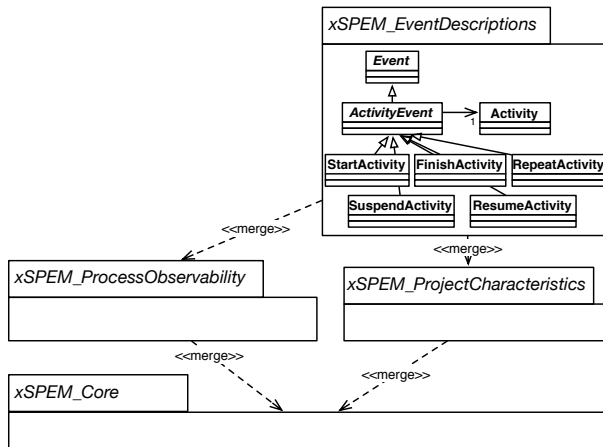 xSPEM_EventDescriptions
Event
ActivityEvent
1
Activity
StartActivity
FinishActivity
RepeatActivity
SuspendActivity
ResumeActivity
<<merge>>
<<merge>>
xSPEM_ProcessObservability
xSPEM_ProjectCharacteristics
<<merge>>
<<merge>>
xSPEM_Core